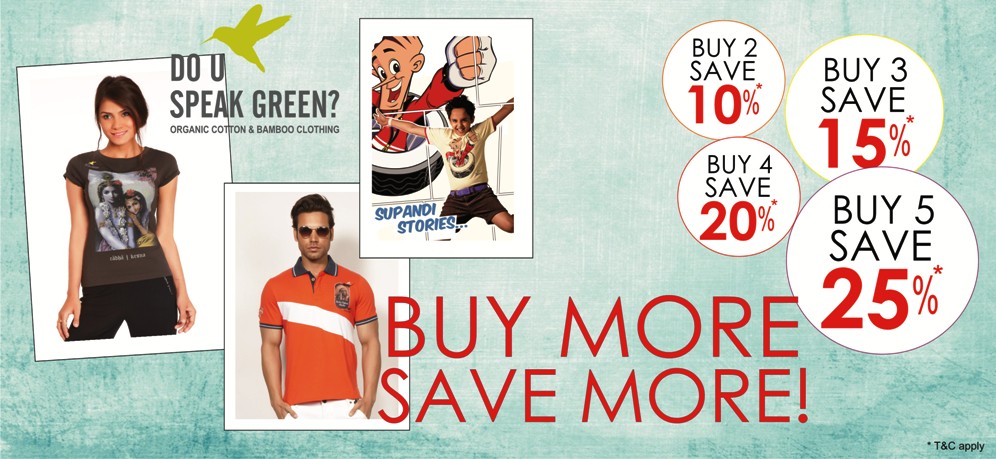 DO U
SPEAK GREEN?
ORGANIC COTTON & BAMBOO CLOTHING
SUPANDI
STORIES...
BUY 2
SAVE
10%*
BUY 3
SAVE
15%*
BUY 4
SAVE
20%*
BUY 5
SAVE
25%*
BUY MORE
SAVE MORE!
* T&C apply